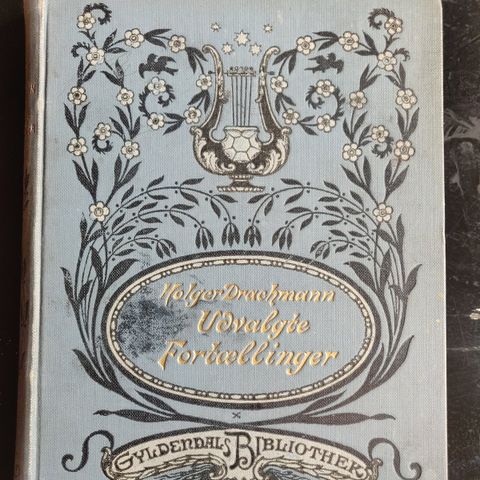 Holger Drachmann
Udvalgte
Fortællinger
GYLDENDALS BIBLIOTHEK